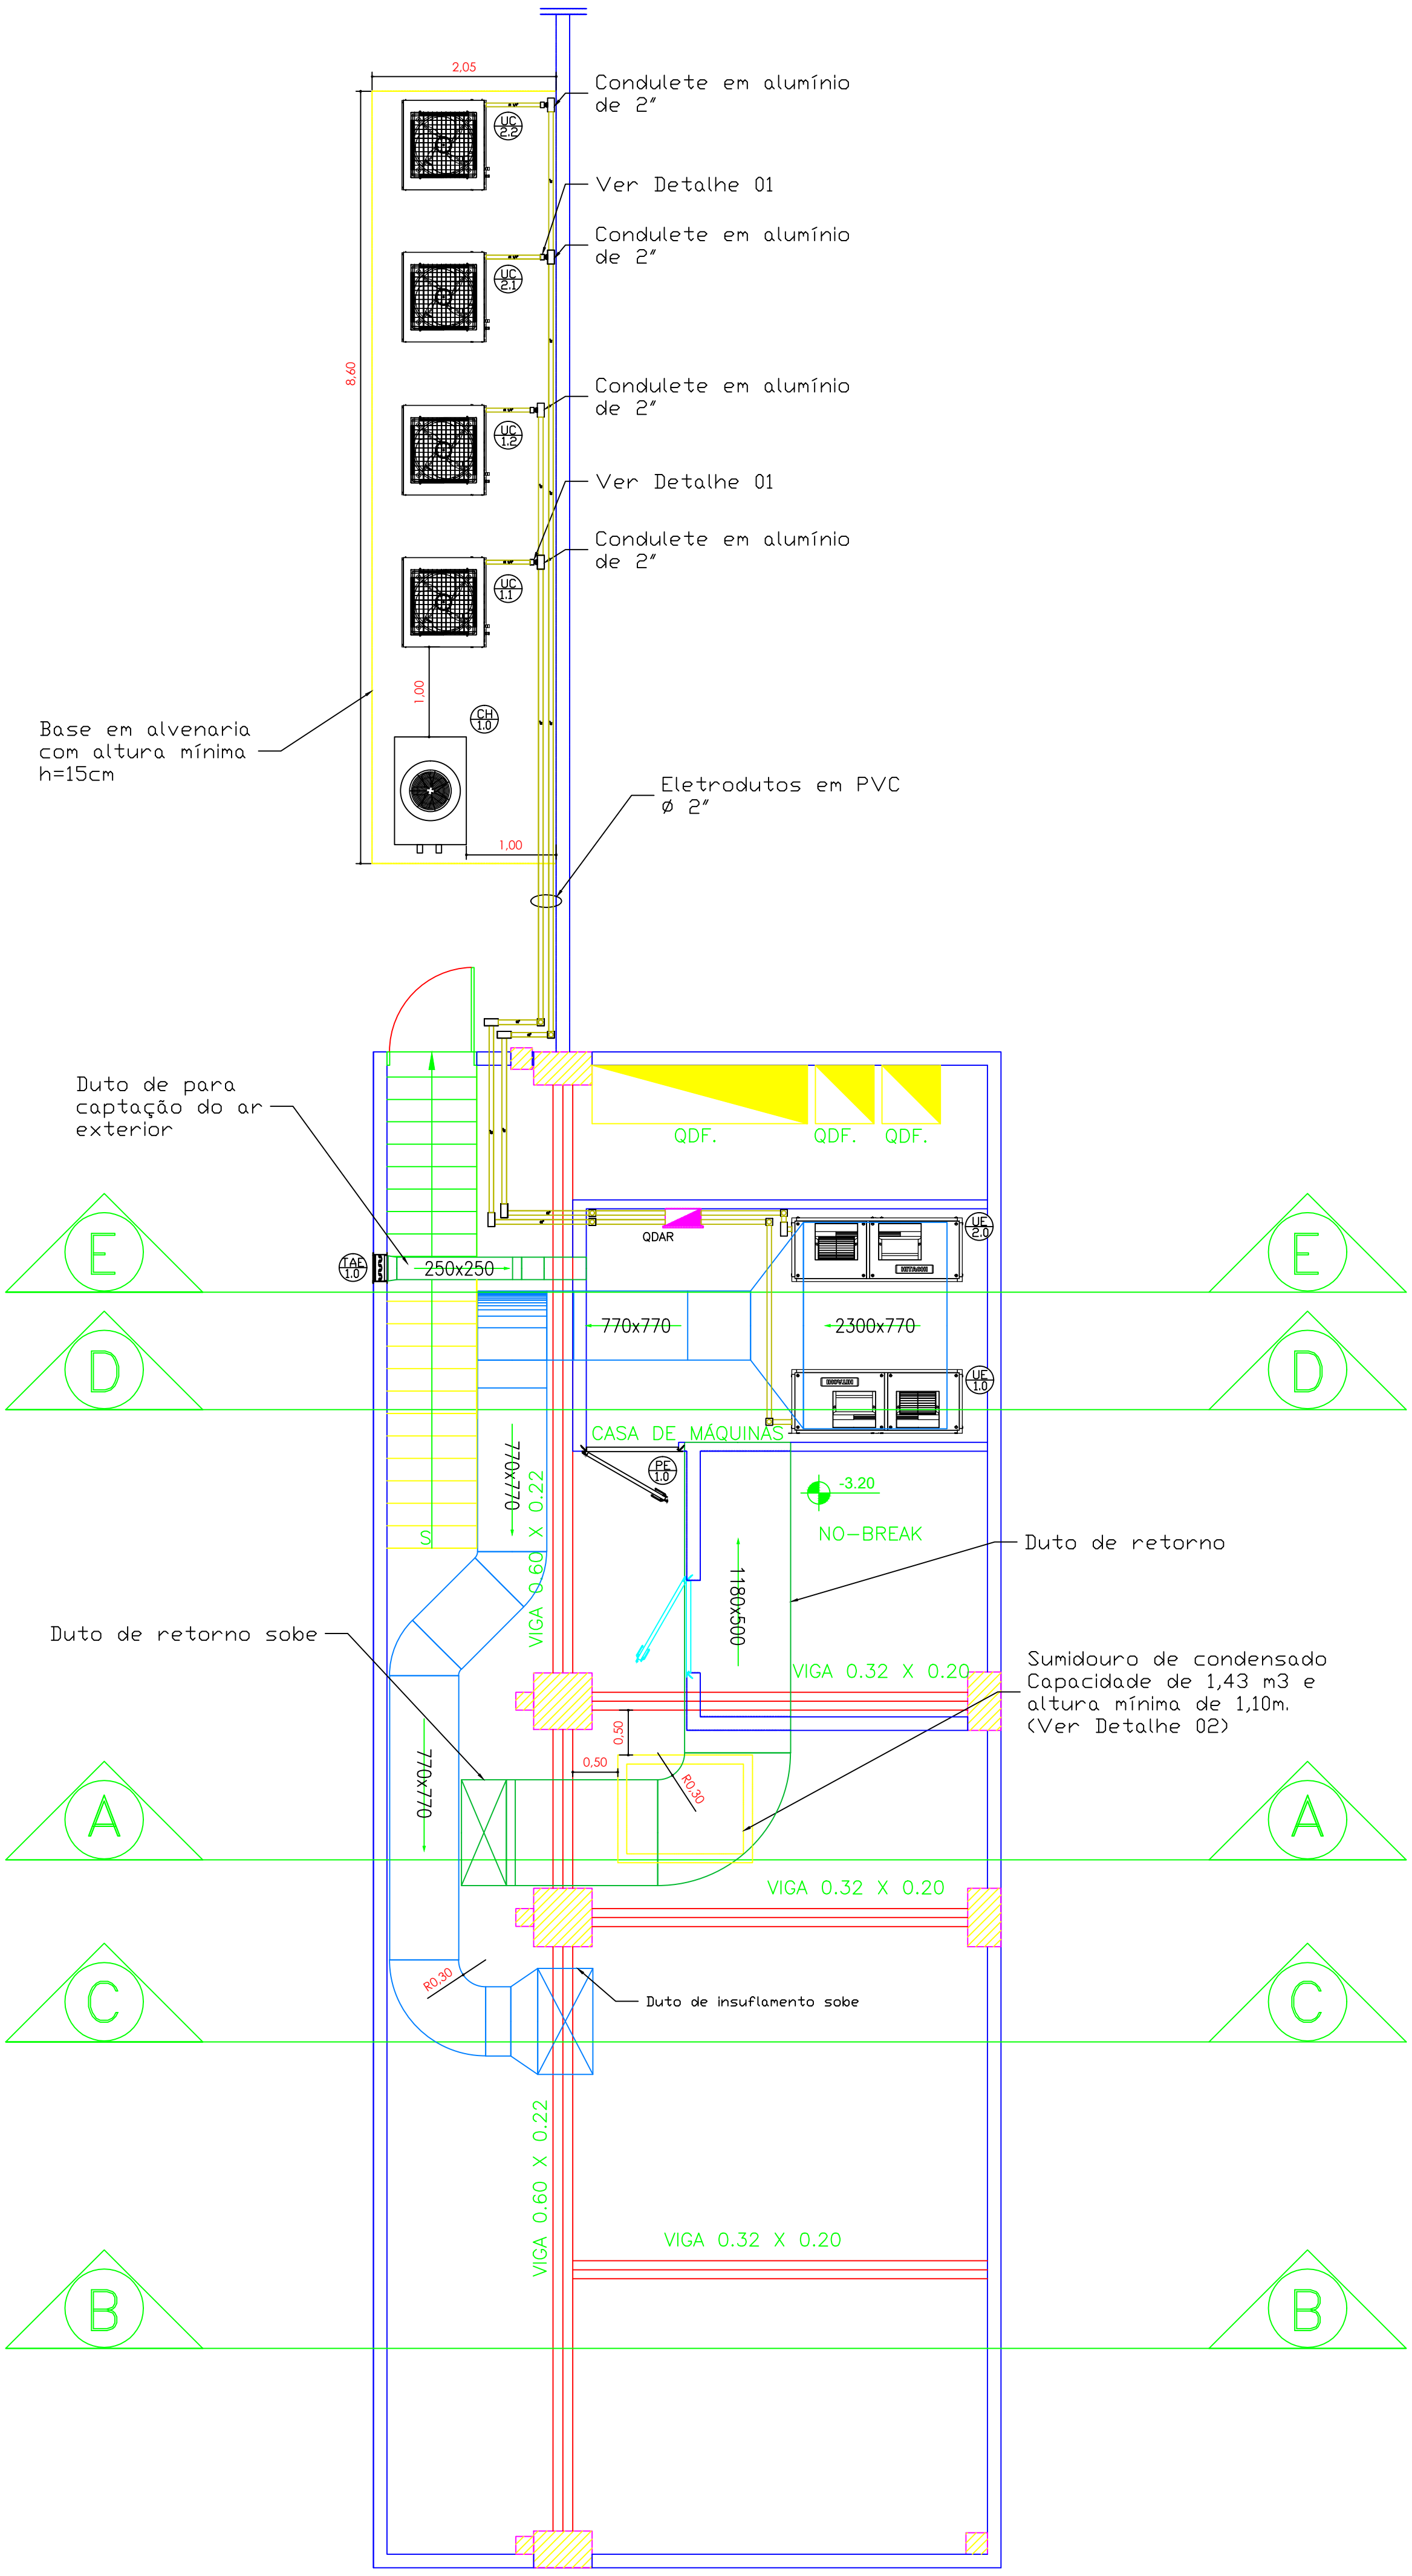 2,05
Condulete em alumínio
de 2"
UC
2.2
Ver Detalhe 01
Condulete em alumínio
de 2"
UC
2.1
8,60
Condulete em alumínio
de 2"
UC
1.2
Ver Detalhe 01
Condulete em alumínio
de 2"
UC
1.1
1,00
CH
1.0
Base em alvenaria
com altura mínima
h=15cm
Eletrodutos em PVC
Ø 2"
1,00
Duto de para
captação do ar
exterior
QDF.
QDF.
QDF.
E
E
QDAR
UE
2.0
HITACHI
TAE
1.0
250x250
770x770
2300x770
D
D
UE
1.0
HITACHI
CASA DE MÁQUINAS
PE
1.0
770x770
VIGA 0.60 X 0.22
-3.20
NO-BREAK
S
Duto de retorno
1180x500
Duto de retorno sobe
VIGA 0.32 X 0.20
Sumidouro de condensado
Capacidade de 1,43 m3 e
altura mínima de 1,10m.
(Ver Detalhe 02)
0,50
0,50
R0,30
770x770
A
A
VIGA 0.32 X 0.20
R0,30
C
C
Duto de insuflamento sobe
VIGA 0.60 X 0.22
VIGA 0.32 X 0.20
B
B